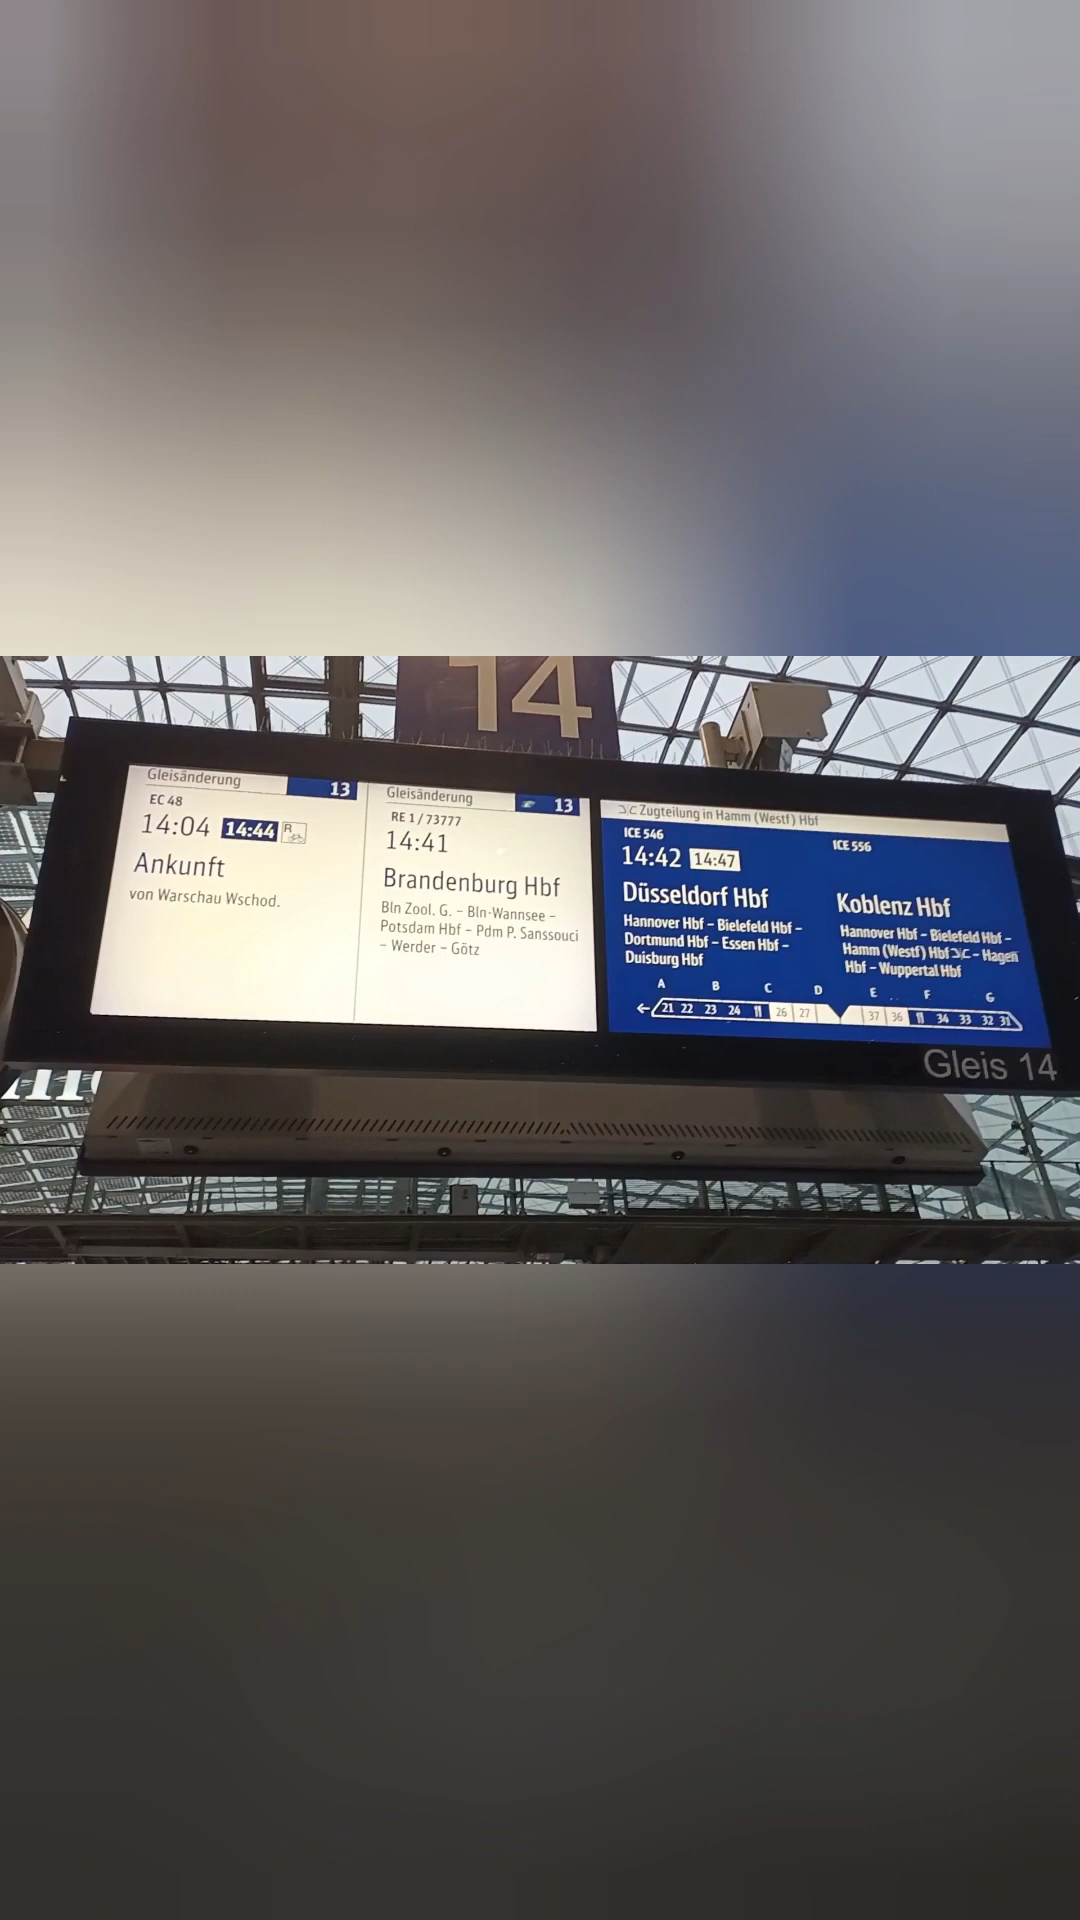 14
Gleisänderung 13
EC 48
14:04 14:44 R
Ankunft
von Warschau Wschod.
Gleisänderung 13
RE 1 / 73777
14:41
Brandenburg Hbf
Bln Zool. G. – Bln-Wannsee –
Potsdam Hbf – Pdm P. Sanssouci
– Werder – Götz
Zugteilung in Hamm (Westf) Hbf
ICE 546
14:42 14:47
Düsseldorf Hbf
Hannover Hbf – Bielefeld Hbf –
Dortmund Hbf – Essen Hbf –
Duisburg Hbf
ICE 556
Koblenz Hbf
Hannover Hbf – Bielefeld Hbf –
Hamm (Westf) Hbf – Hagen
Hbf – Wuppertal Hbf
A B C D E F G
21 22 23 24 26 27 37 36 34 33 32 31
Gleis 14